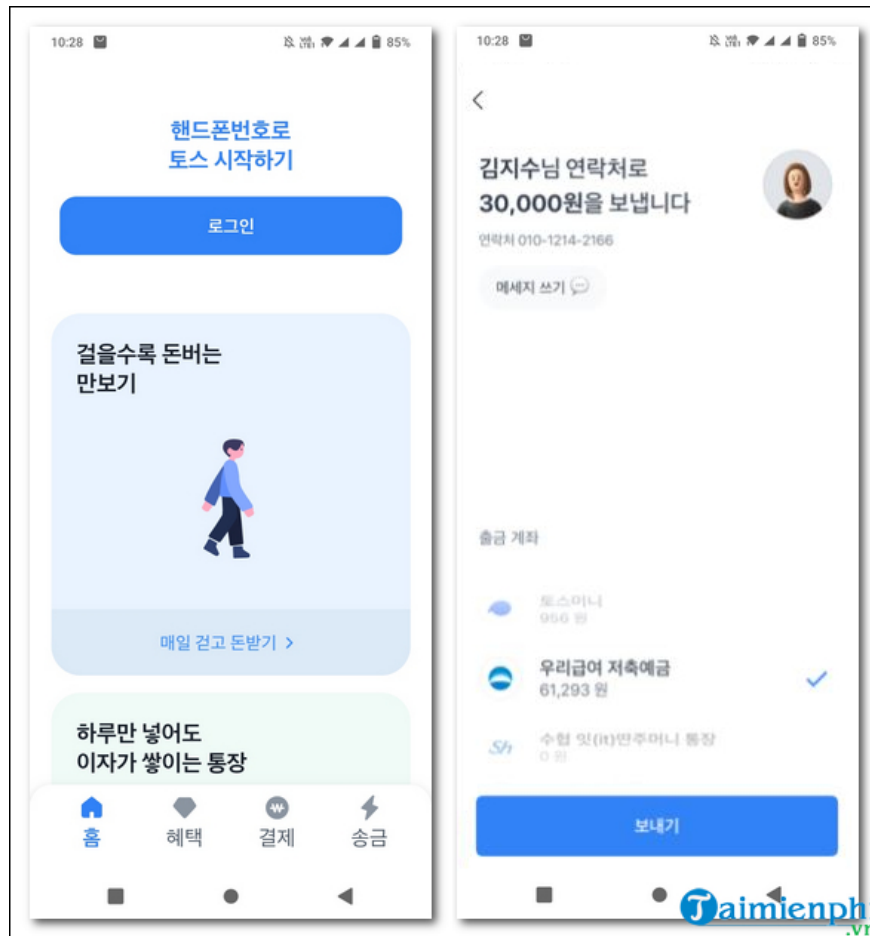 10:28
85%
핸드폰번호로
토스 시작하기
로그인
걸을수록 돈버는
만보기
매일 걷고 돈받기 >
하루만 넣어도
이자가 쌓이는 통장
홈
혜택
결제
송금
10:28
85%
김지수님 연락처로
30,000원을 보냅니다
연락처 010-1214-2166
메세지 쓰기
출금 계좌
토스머니
956 원
우리급여 저축예금
61,293 원
Sh
수협 잇(it)딴주머니 통장
0 원
보내기
Taimienph
.vn